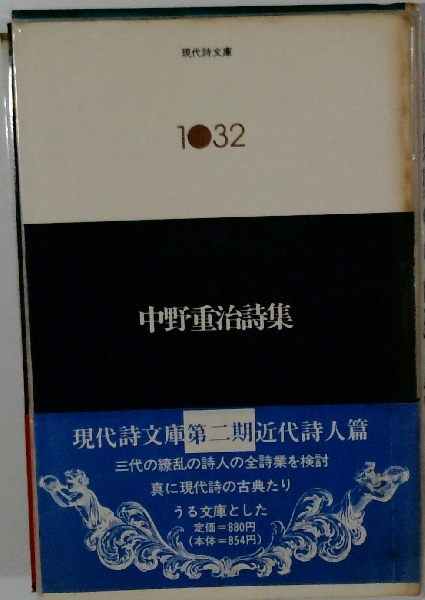 現代詩文庫
1●32
中野重治詩集
現代詩文庫第二期近代詩人篇
三代の繚乱の詩人の全詩業を検討
真に現代詩の古典たり
うる文庫とした
定価=880円
(本体=854円)